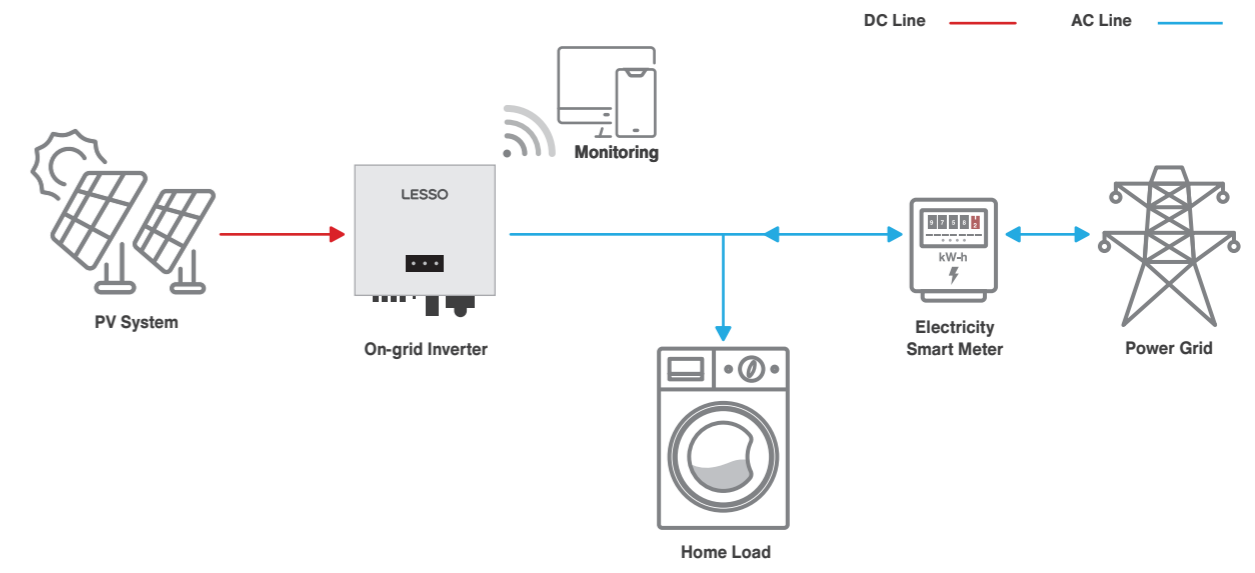 DC Line
AC Line
Monitoring
LESSO
PV System
On-grid Inverter
kW-h
Electricity
Smart Meter
Power Grid
Home Load